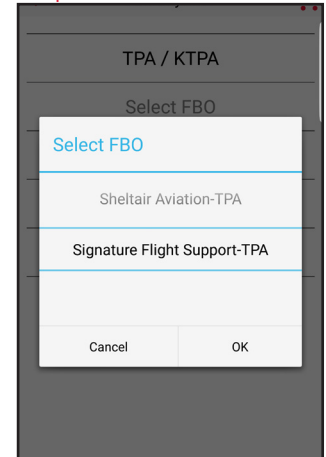 TPA / KTPA
Select FBO
Select FBO
Sheltair Aviation-TPA
Signature Flight Support-TPA
Cancel
OK